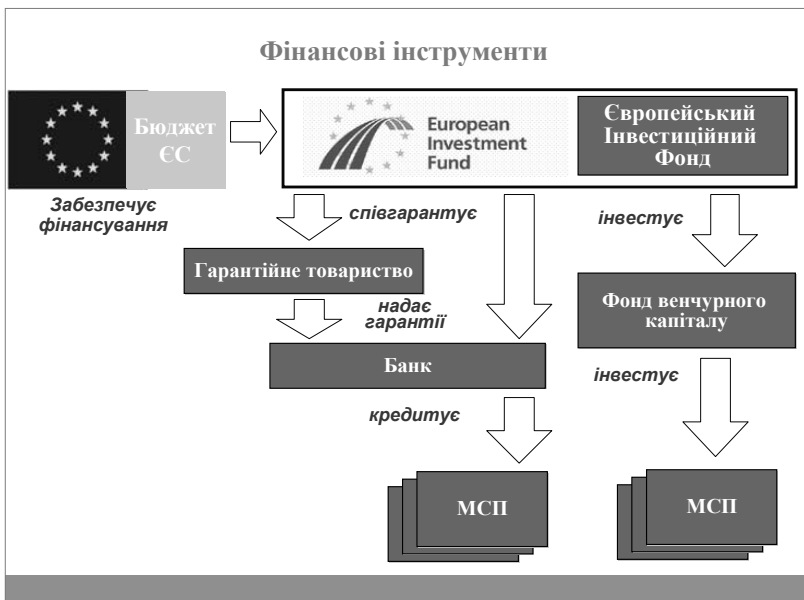 Фінансові інструменти
Бюджет
ЄС
European
Investment
Fund
Європейський
Інвестиційний
Фонд
Забезпечує
фінансування
співгарантує
інвестує
Гарантійне товариство
надає
гарантії
Фонд венчурного
капіталу
Банк
інвестує
кредитує
МСП
МСП